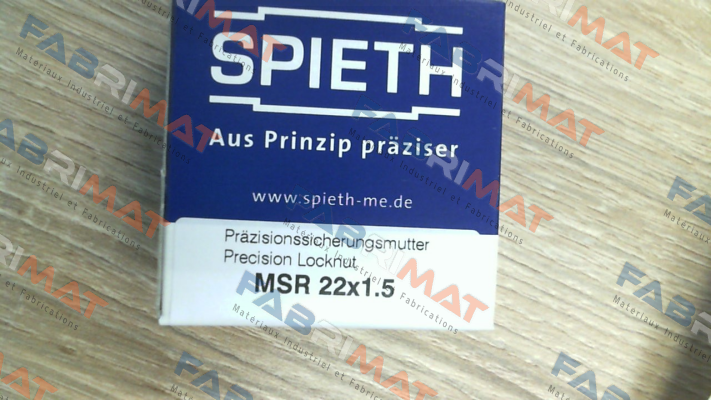 SPIETH
Aus Prinzip präziser
www.spieth-me.de
Präzisionssicherungsmutter
Precision Locknut
MSR 22x1.5
FABRIMAT
Matériaux Industriel et Fabrications